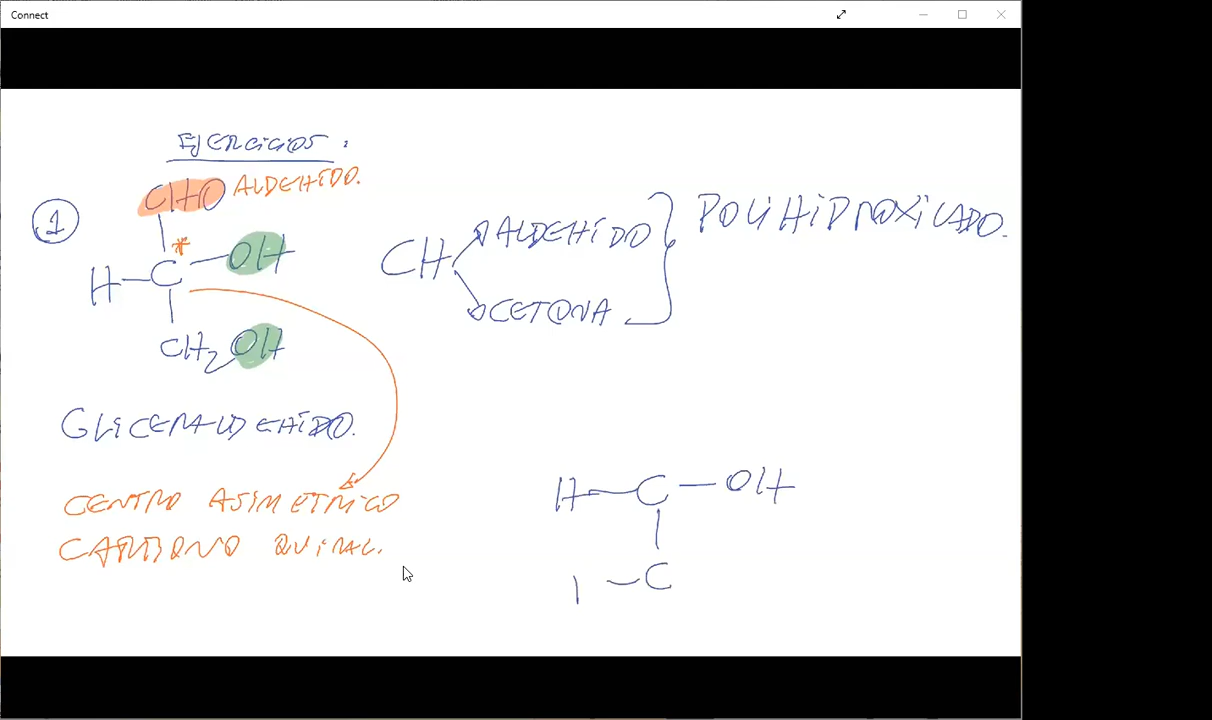 Connect
EJERCICIOS:
1
CHO ALDEHIDO.
H-C-OH
*
CH2OH
CH
ALDEHIDO
CETONA
POLIHIDROXILADO.
GLICERALDEHIDO.
CENTRO ASIMETRICO
CARBONO QUIRAL.
H-C-OH
-C